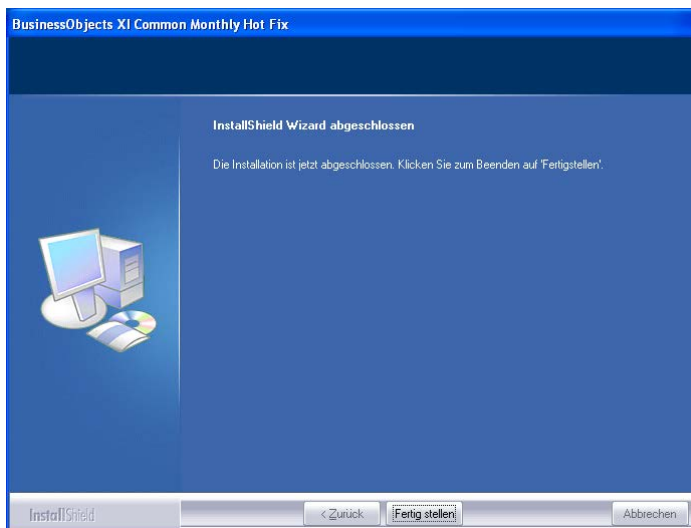 BusinessObjects XI Common Monthly Hot Fix
InstallShield Wizard abgeschlossen
Die Installation ist jetzt abgeschlossen. Klicken Sie zum Beenden auf 'Fertigstellen'.
InstallShield
< Zurück
Fertig stellen
Abbrechen